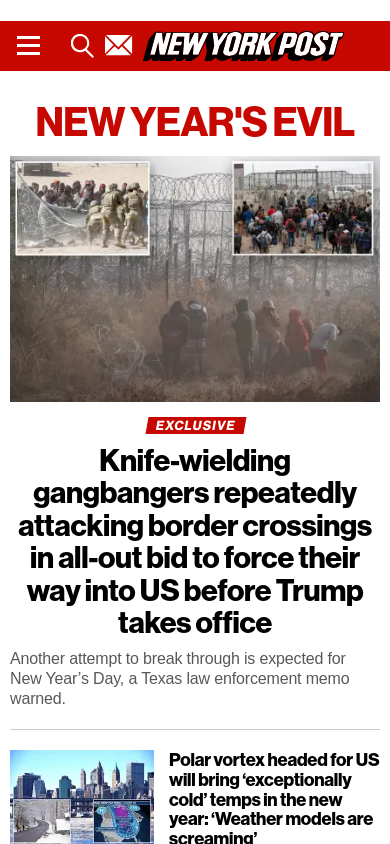 NEW YORK POST
NEW YEAR'S EVIL
EXCLUSIVE
Knife-wielding
gangbangers repeatedly
attacking border crossings
in all-out bid to force their
way into US before Trump
takes office
Another attempt to break through is expected for
New Year’s Day, a Texas law enforcement memo
warned.
Polar vortex headed for US
will bring ‘exceptionally
cold’ temps in the new
year: ‘Weather models are
screaming’